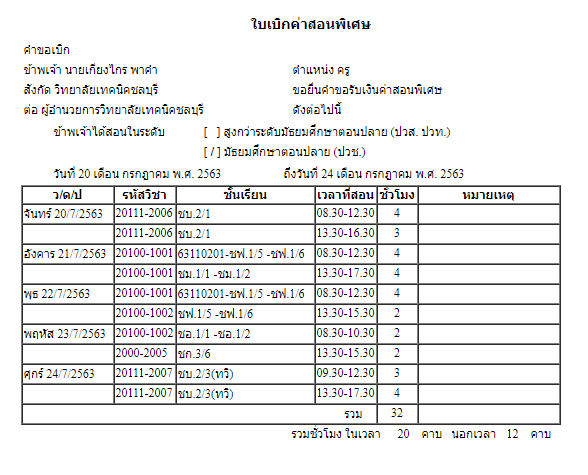 ใบเบิกค่าสอนพิเศษ
คำขอเบิก
ข้าพเจ้า นายเกียงไกร พาคำ ตำแหน่ง ครู
สังกัด วิทยาลัยเทคนิคชลบุรี ขอยื่นคำขอรับเงินค่าสอนพิเศษ
ต่อ ผู้อำนวยการวิทยาลัยเทคนิคชลบุรี ดังต่อไปนี้
ข้าพเจ้าได้สอนในระดับ [ ] สูงกว่าระดับมัธยมศึกษาตอนปลาย (ปวส. ปวท.)
[ / ] มัธยมศึกษาตอนปลาย (ปวช.)
วันที่ 20 เดือน กรกฎาคม พ.ศ. 2563 ถึงวันที่ 24 เดือน กรกฎาคม พ.ศ. 2563
ว/ด/ป รหัสวิชา ชั้นเรียน เวลาที่สอน ชั่วโมง หมายเหตุ
จันทร์ 20/7/2563 20111-2006 ชบ.2/1 08.30-12.30 4
20111-2006 ชบ.2/1 13.30-16.30 3
อังคาร 21/7/2563 20100-1001 63110201-ชฟ.1/5 -ชฟ.1/6 08.30-12.30 4
20100-1001 ชม.1/1 -ชม.1/2 13.30-17.30 4
พุธ 22/7/2563 20100-1001 63110201-ชฟ.1/5 -ชฟ.1/6 08.30-12.30 4
20100-1002 ชฟ.1/5 -ชฟ.1/6 13.30-15.30 2
พฤหัส 23/7/2563 20100-1002 ชอ.1/1 -ชอ.1/2 08.30-10.30 2
2000-2005 ชก.3/6 13.30-15.30 2
ศุกร์ 24/7/2563 20111-2007 ชบ.2/3(ทวิ) 09.30-12.30 3
20111-2007 ชบ.2/3(ทวิ) 13.30-17.30 4
รวม 32
รวมชั่วโมง ในเวลา 20 คาบ นอกเวลา 12 คาบ